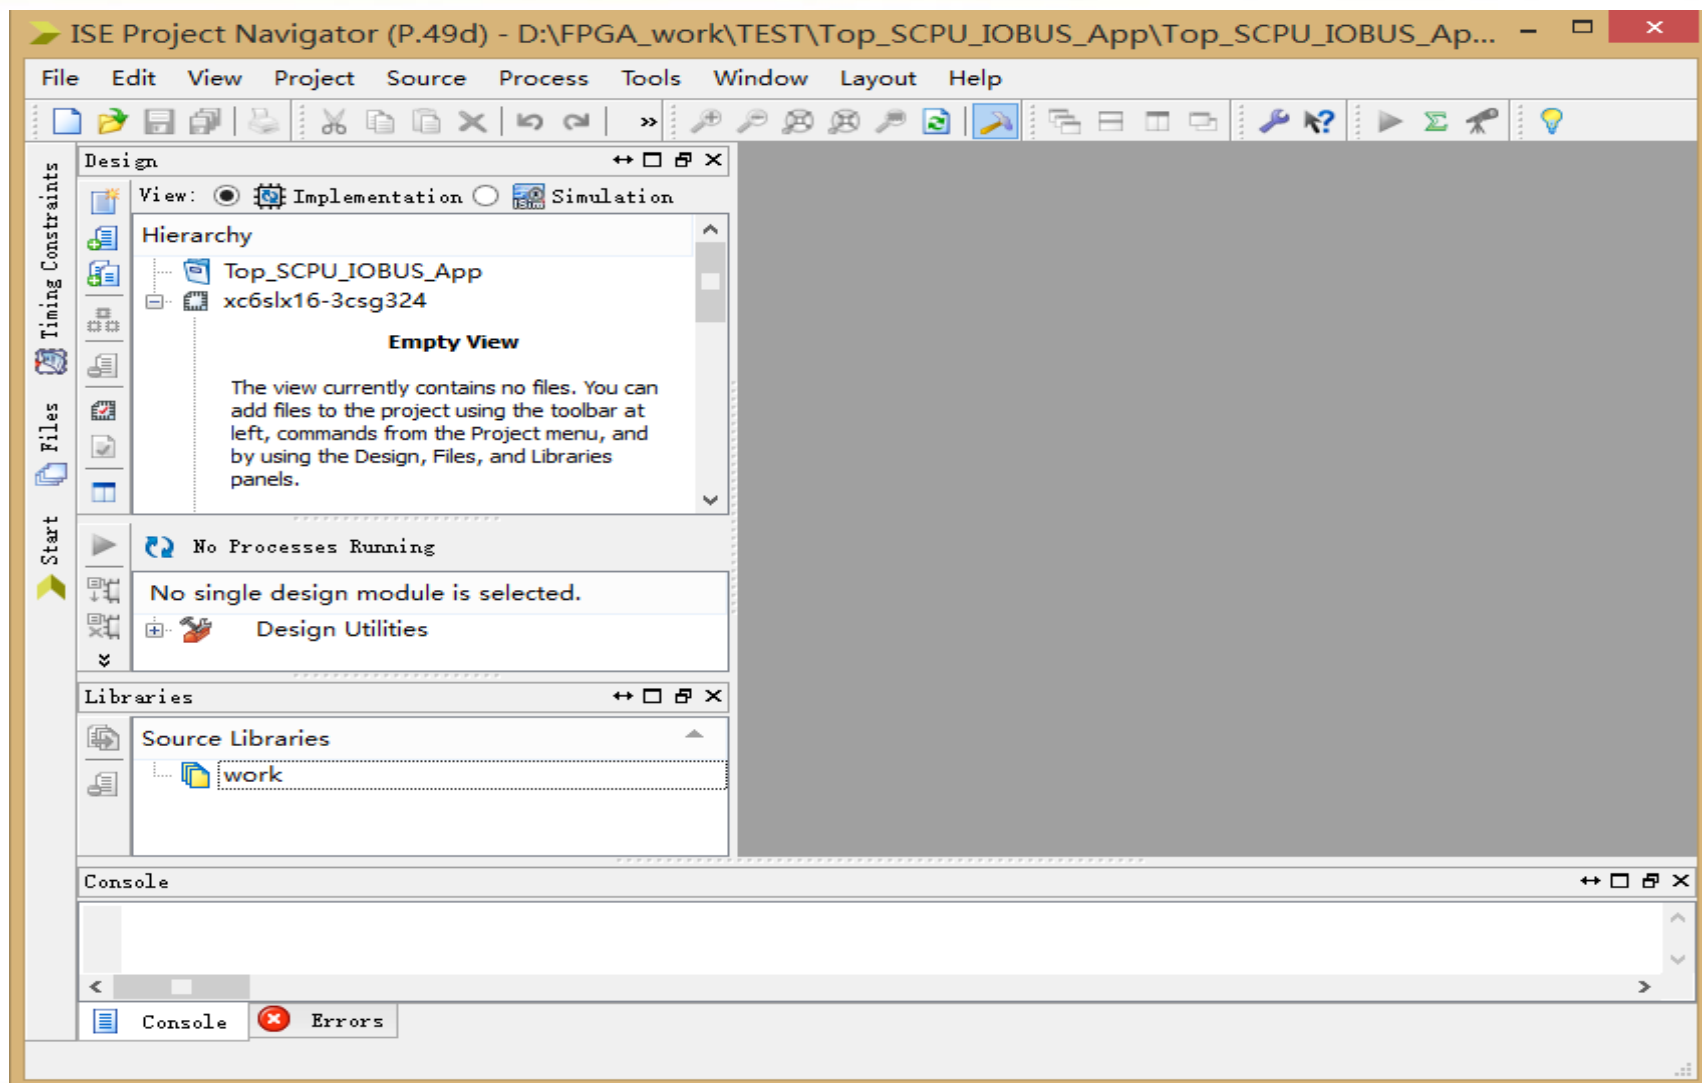 ISE Project Navigator (P.49d) - D:\FPGA_work\TEST\Top_SCPU_IOBUS_App\Top_SCPU_IOBUS_Ap...
File Edit View Project Source Process Tools Window Layout Help
Design
View: Implementation Simulation
Hierarchy
Top_SCPU_IOBUS_App
xc6slx16-3csg324
Empty View
The view currently contains no files. You can
add files to the project using the toolbar at
left, commands from the Project menu, and
by using the Design, Files, and Libraries
panels.
No Processes Running
No single design module is selected.
Design Utilities
Timing Constraints
Files
Start
Libraries
Source Libraries
work
Console
Console Errors